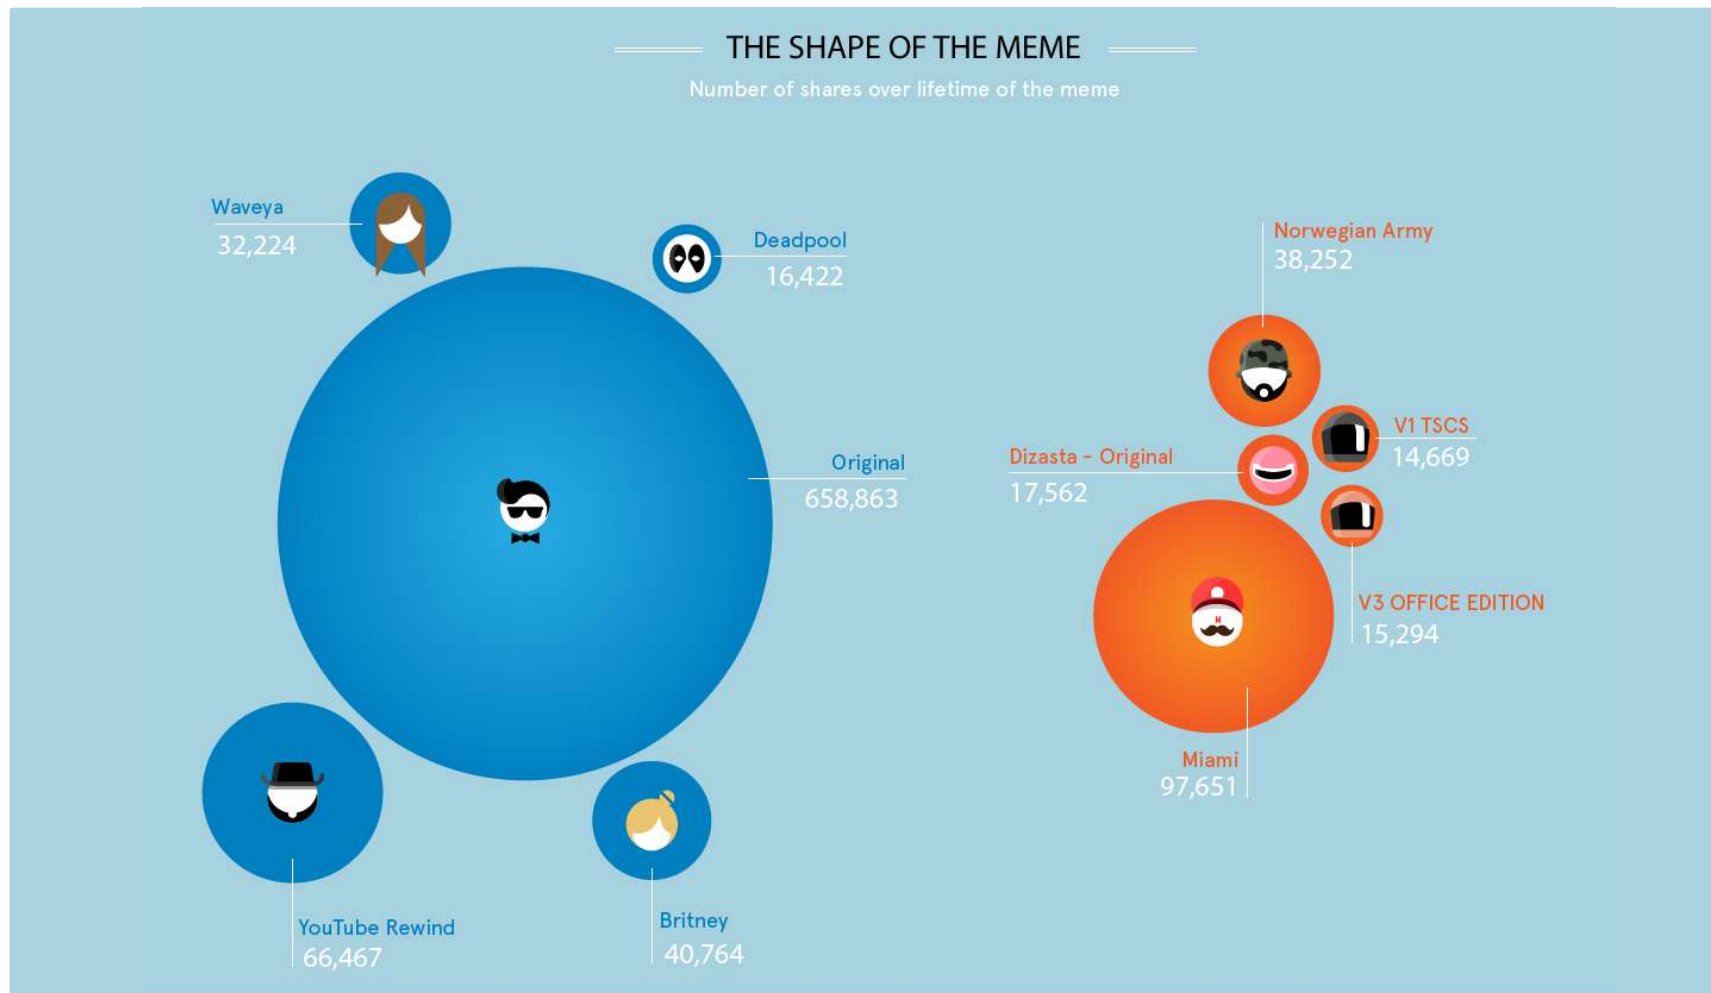 THE SHAPE OF THE MEME
Number of shares over lifetime of the meme
Waveya
32,224
Deadpool
16,422
Original
658,863
YouTube Rewind
66,467
Britney
40,764
Norwegian Army
38,252
V1 TSCS
14,669
Dizasta - Original
17,562
V3 OFFICE EDITION
15,294
M
Miami
97,651